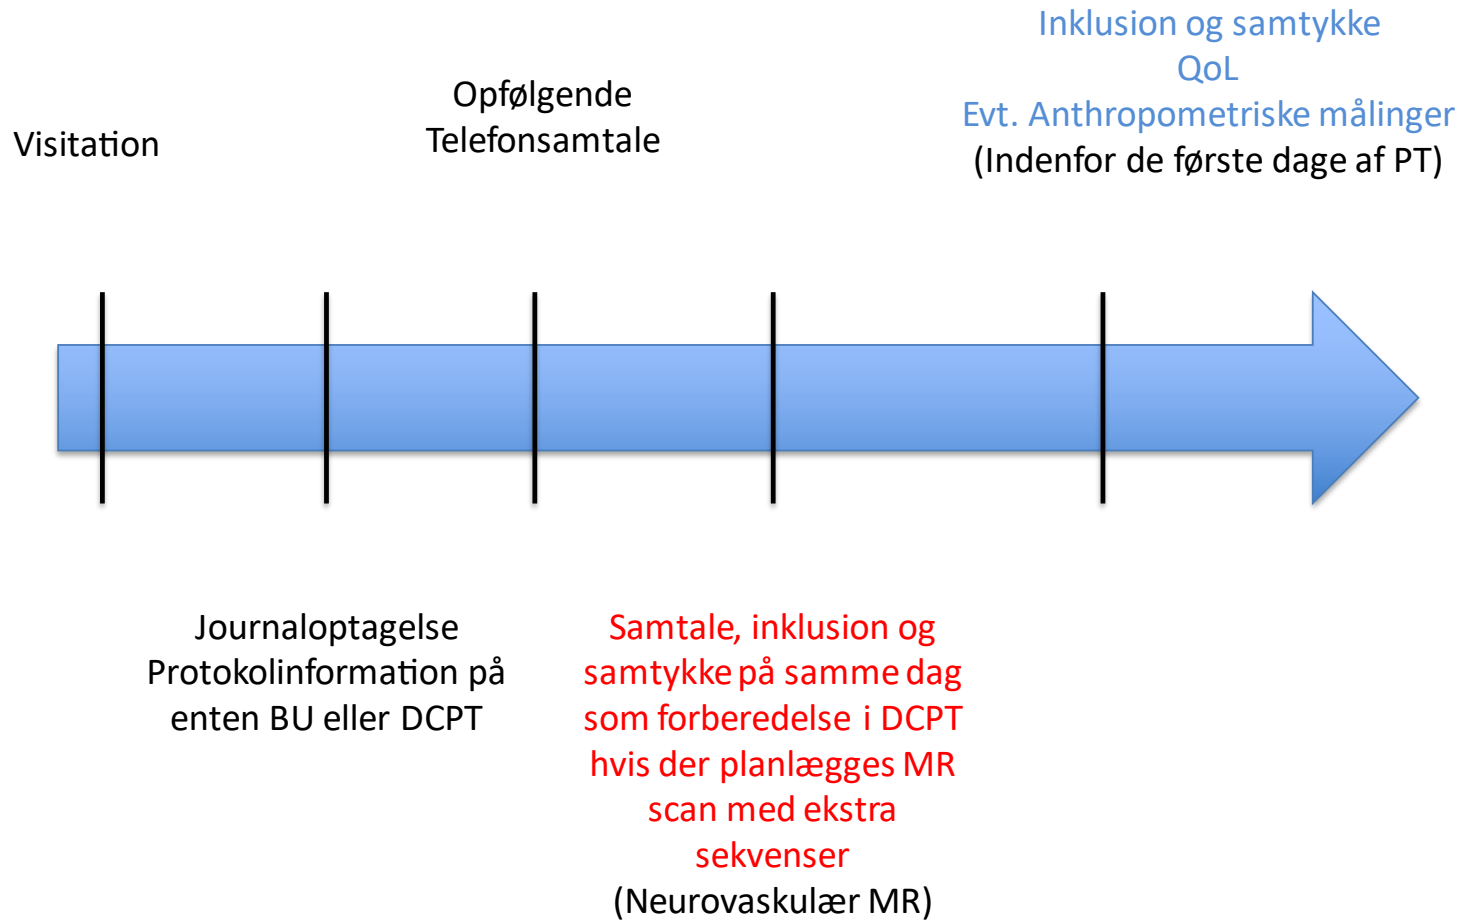 Visitation
Opfølgende
Telefonsamtale
Inklusion og samtykke
QoL
Evt. Anthropometriske målinger
(Indenfor de første dage af PT)
Journaloptagelse
Protokolinformation på
enten BU eller DCPT
Samtale, inklusion og
samtykke på samme dag
som forberedelse i DCPT
hvis der planlægges MR
scan med ekstra
sekvenser
(Neurovaskulær MR)